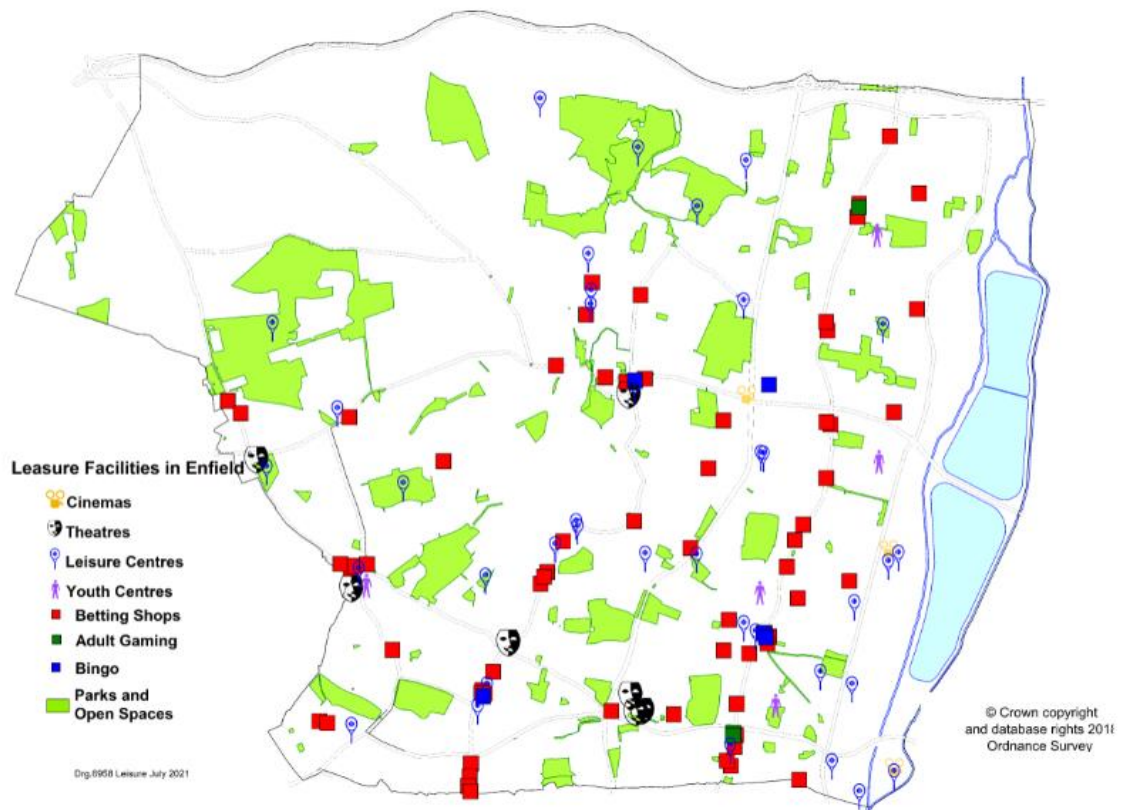 Leasure Facilities in Enfield
Cinemas
Theatres
Leisure Centres
Youth Centres
Betting Shops
Adult Gaming
Bingo
Parks and
Open Spaces
Drg.6958 Leisure July 2021
© Crown copyright
and database rights 2018
Ordnance Survey